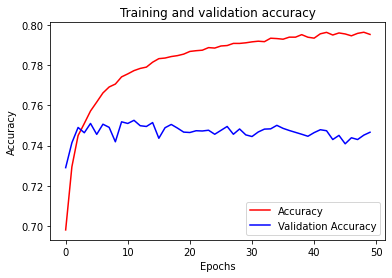 Training and validation accuracy
0.80
0.78
0.76
0.74
0.72
0.70
Accuracy
Accuracy
Validation Accuracy
0
10
20
30
40
50
Epochs